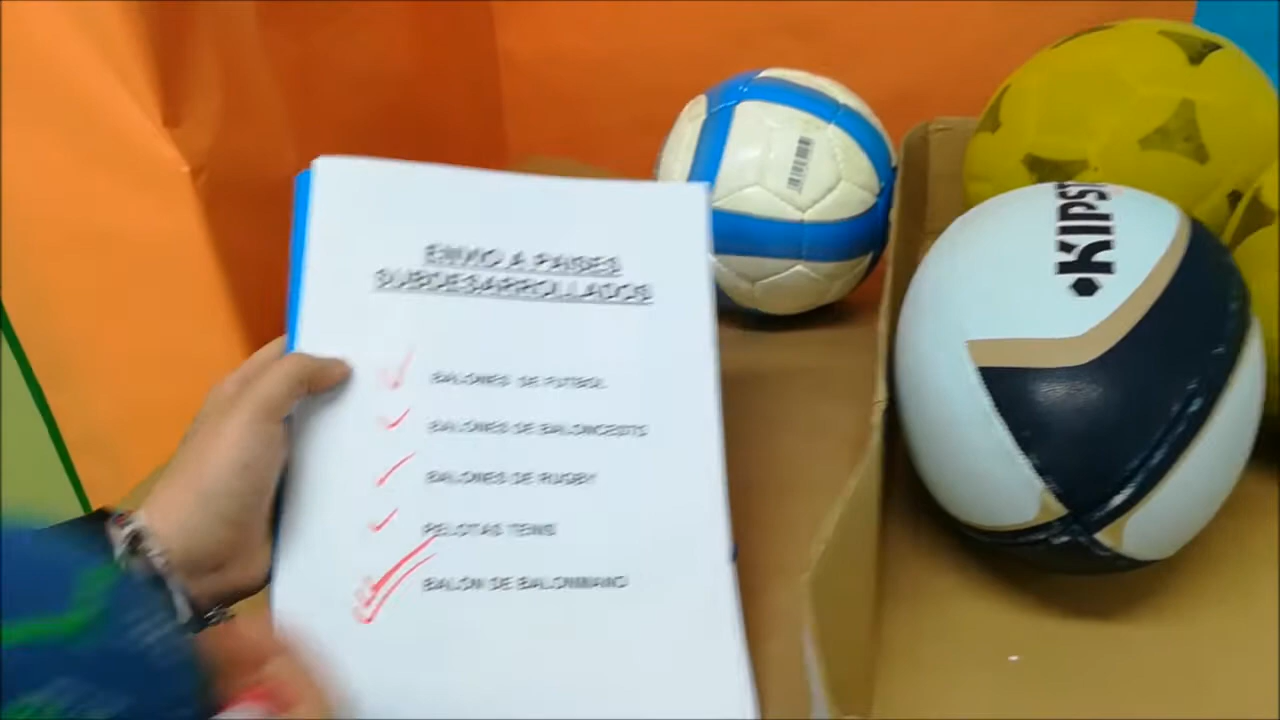 ENVIO A PAISES
SUBDESARROLLADOS
BALONES DE FUTBOL
BALONES DE BALONCESTO
BALONES DE RUGBY
PELOTAS TENIS
BALON DE BALONMANO
KIPST